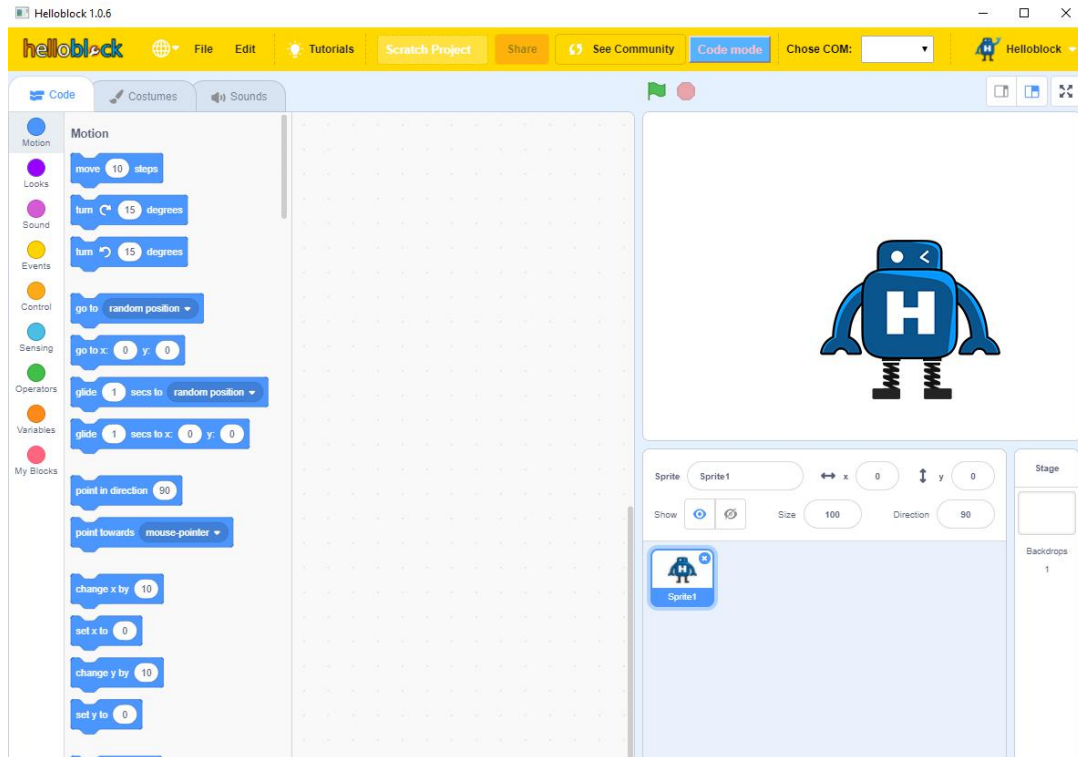 Helloblock 1.0.6
helloblock File Edit Tutorials Scratch Project Share See Community Code mode Chose COM: Helloblock
Code Costumes Sounds
Motion
Looks
Sound
Events
Control
Sensing
Operators
Variables
My Blocks
Motion
move 10 steps
turn 15 degrees
turn 15 degrees
go to random position
go to x: 0 y: 0
glide 1 secs to random position
glide 1 secs to x: 0 y: 0
point in direction 90
point towards mouse-pointer
change x by 10
set x to 0
change y by 10
set y to 0
H
Sprite Sprite1 x 0 y 0
Show Size 100 Direction 90
H
Sprite1
Stage
Backdrops
1